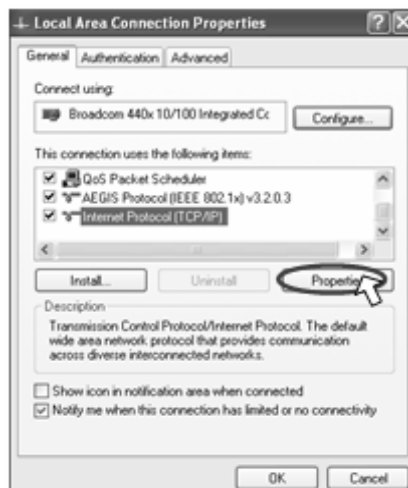 Local Area Connection Properties
General Authentication Advanced
Connect using:
Broadcom 440x 10/100 Integrated Cc
Configure...
This connection uses the following items:
QoS Packet Scheduler
AEGIS Protocol (IEEE 802.1x) v3.2.0.3
Internet Protocol (TCP/IP)
Install... Uninstall Properties
Description
Transmission Control Protocol/Internet Protocol. The default
wide area network protocol that provides communication
across diverse interconnected networks.
Show icon in notification area when connected
Notify me when this connection has limited or no connectivity
OK Cancel